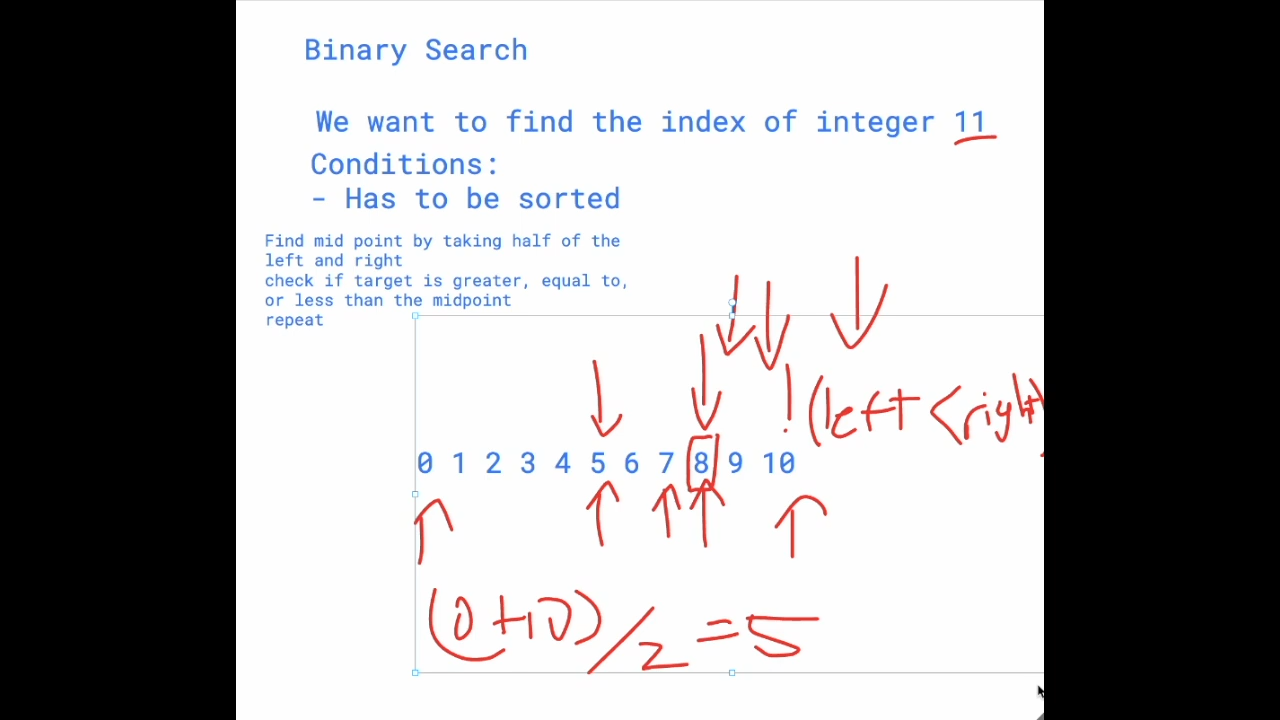 Binary Search
We want to find the index of integer 11
Conditions:
- Has to be sorted
Find mid point by taking half of the
left and right
check if target is greater, equal to,
or less than the midpoint
repeat
!(left < right)
0 1 2 3 4 5 6 7 8 9 10
(0+10)/2=5